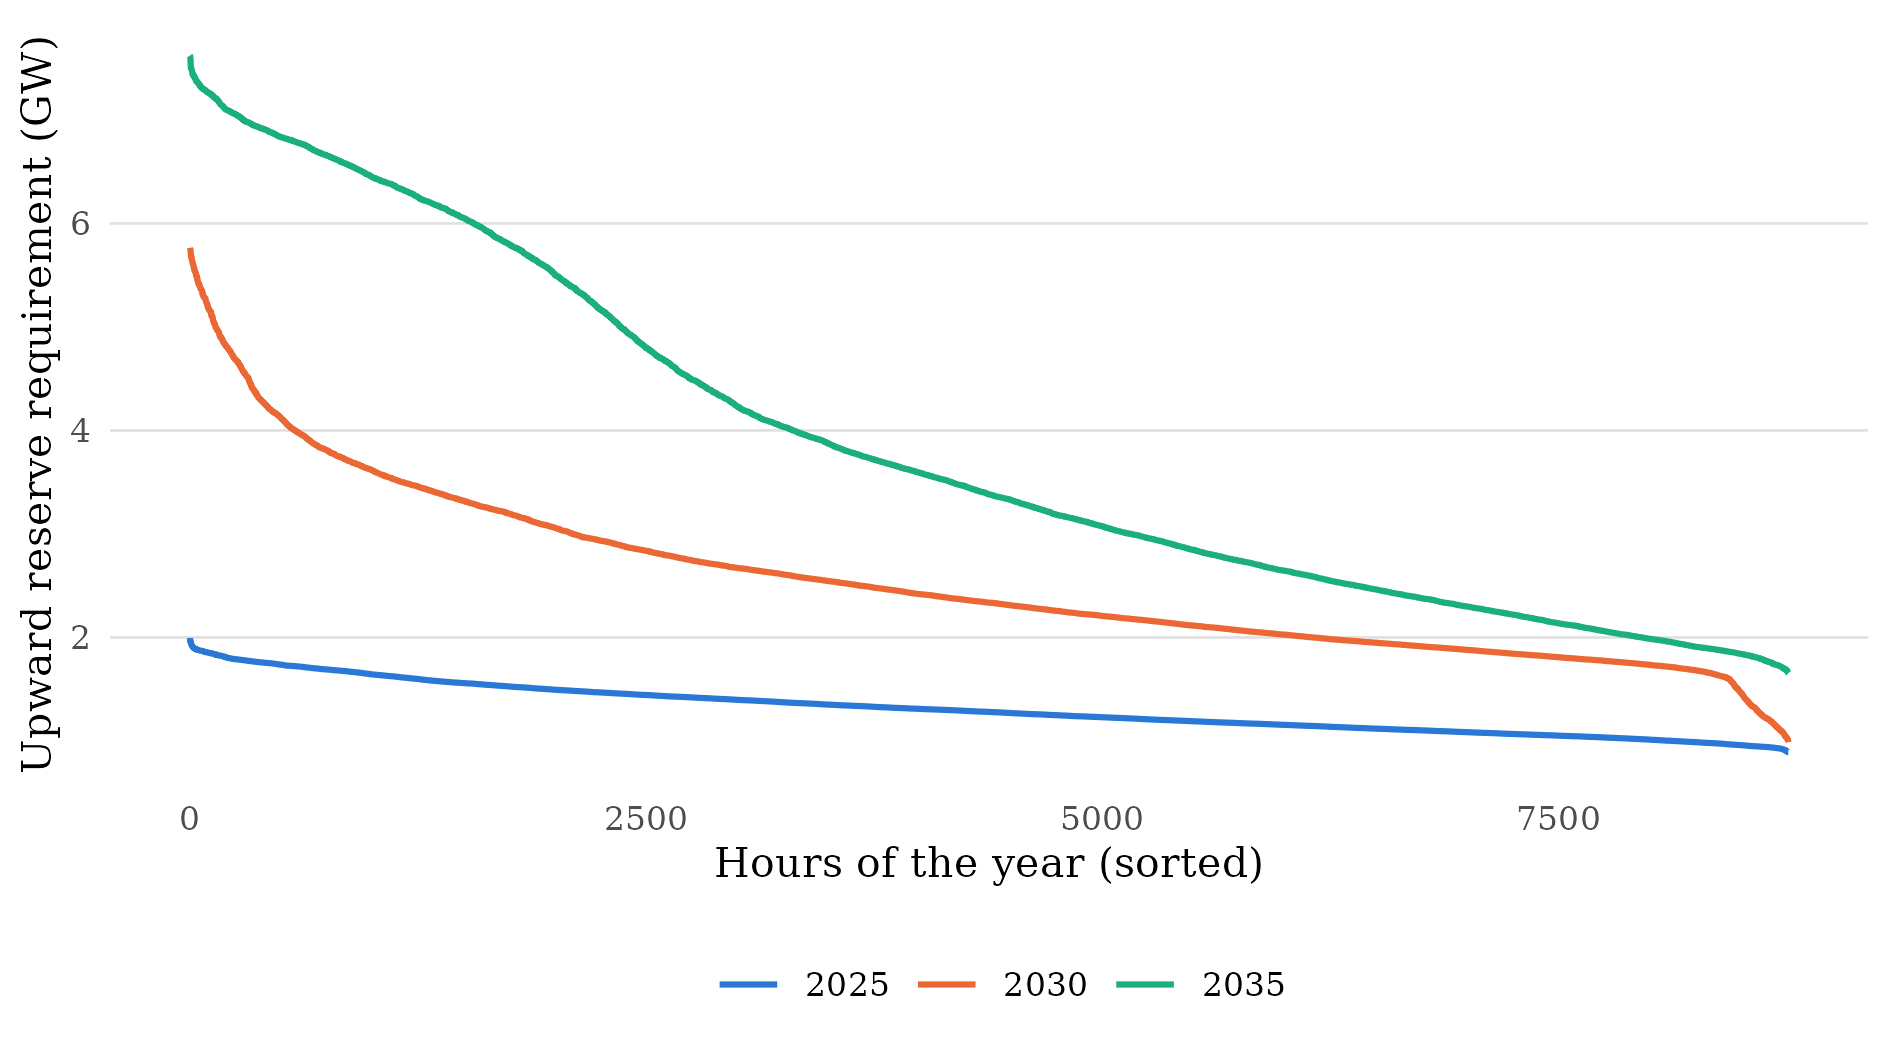 Upward reserve requirement (GW)
6
4
2
0 2500 5000 7500
Hours of the year (sorted)
2025 2030 2035